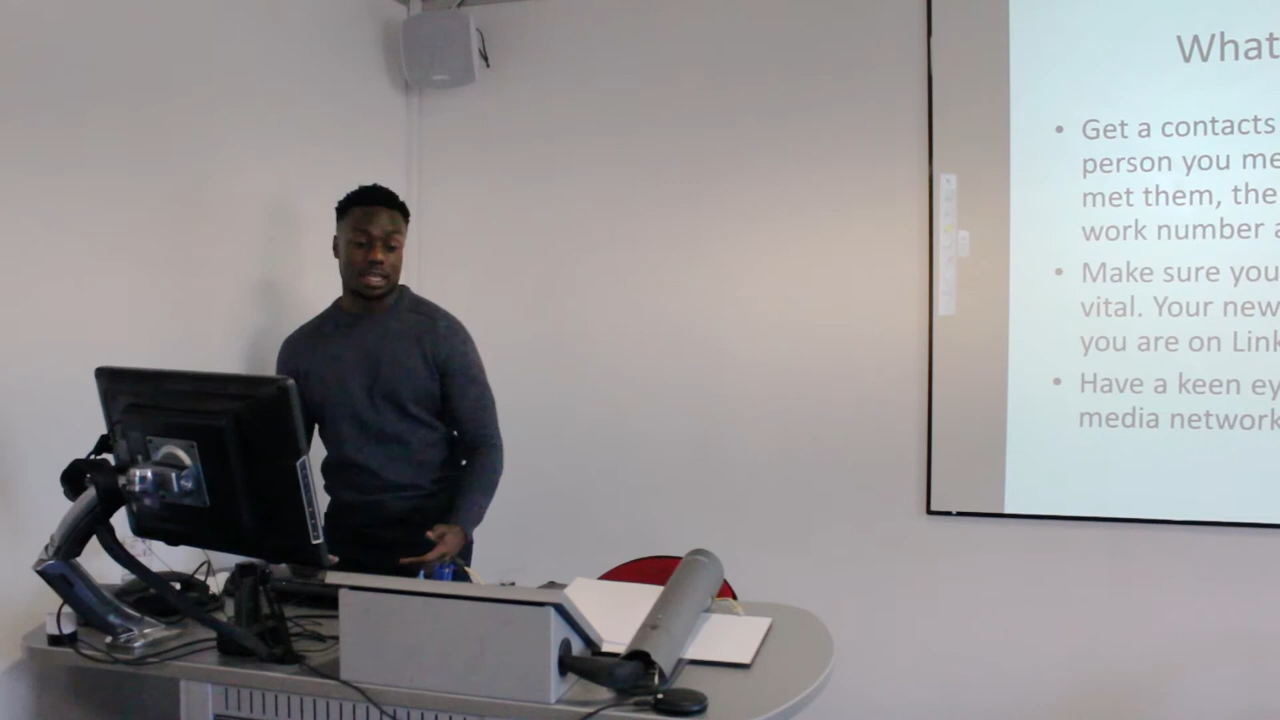 What
• Get a contacts
person you me
met them, the
work number a
• Make sure you
vital. Your new
you are on Link
• Have a keen ey
media network